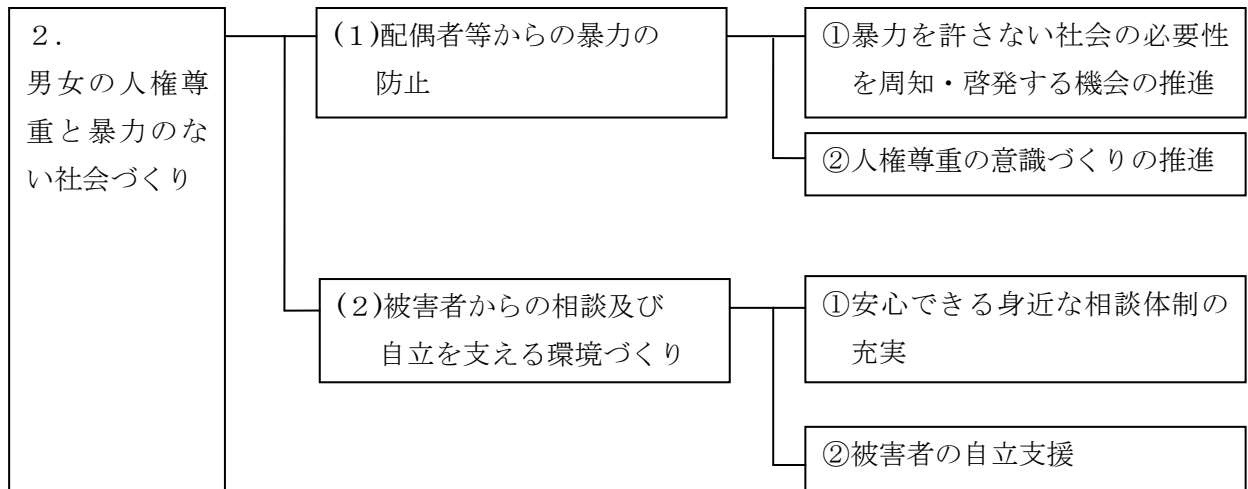 ２．
男女の人権尊
重と暴力のな
い社会づくり
(１)配偶者等からの暴力の
防止
①暴力を許さない社会の必要性
を周知・啓発する機会の推進
②人権尊重の意識づくりの推進
(２)被害者からの相談及び
自立を支える環境づくり
①安心できる身近な相談体制の
充実
②被害者の自立支援